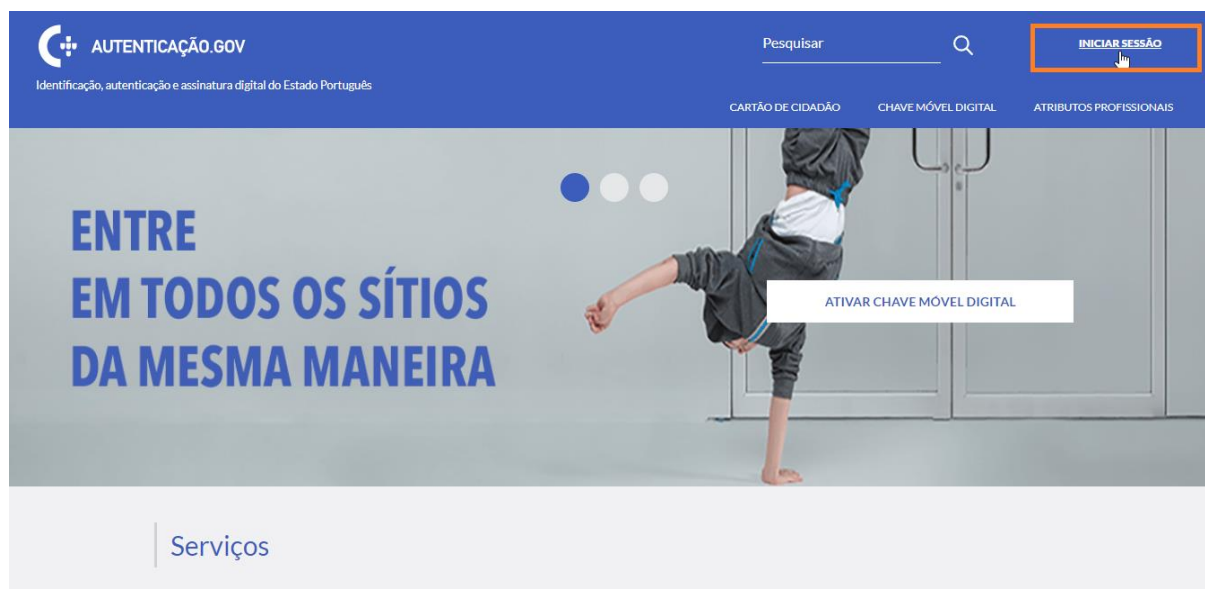 AUTENTICAÇÃO.GOV
Pesquisar
INICIAR SESSÃO
Identificação, autenticação e assinatura digital do Estado Português
CARTÃO DE CIDADÃO CHAVE MÓVEL DIGITAL ATRIBUTOS PROFISSIONAIS
ENTRE
EM TODOS OS SÍTIOS
DA MESMA MANEIRA
ATIVAR CHAVE MÓVEL DIGITAL
Serviços